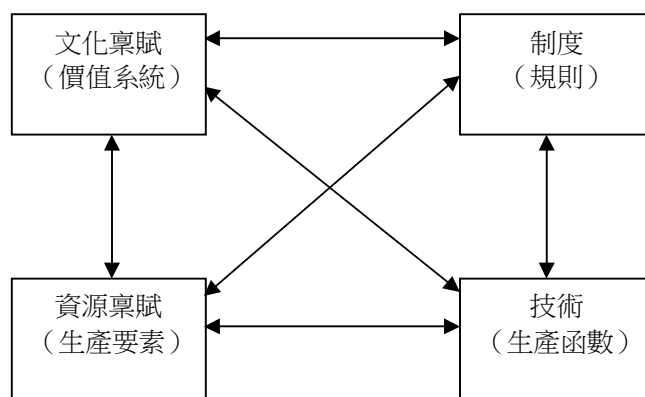 文化稟賦
（價值系統）
制度
（規則）
資源稟賦
（生產要素）
技術
（生產函數）